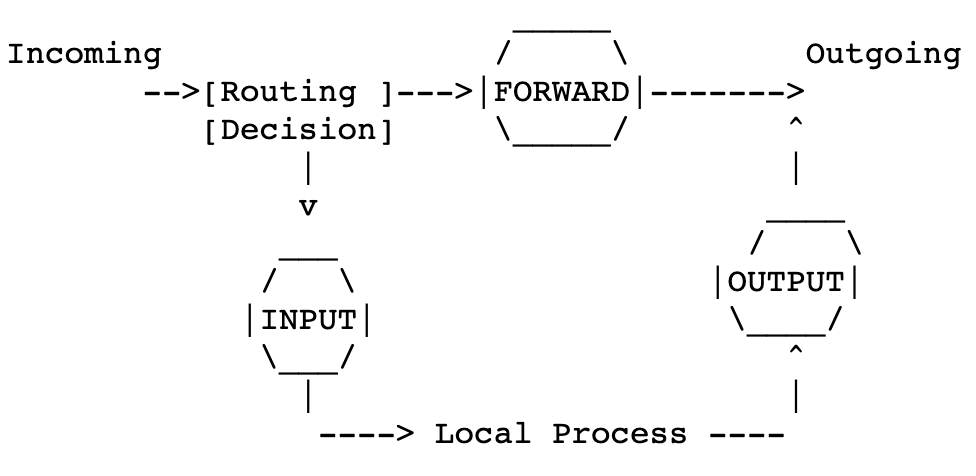 Incoming Outgoing
-->[Routing ]--->|FORWARD|------->
[Decision]
|OUTPUT|
|INPUT|
----> Local Process ----